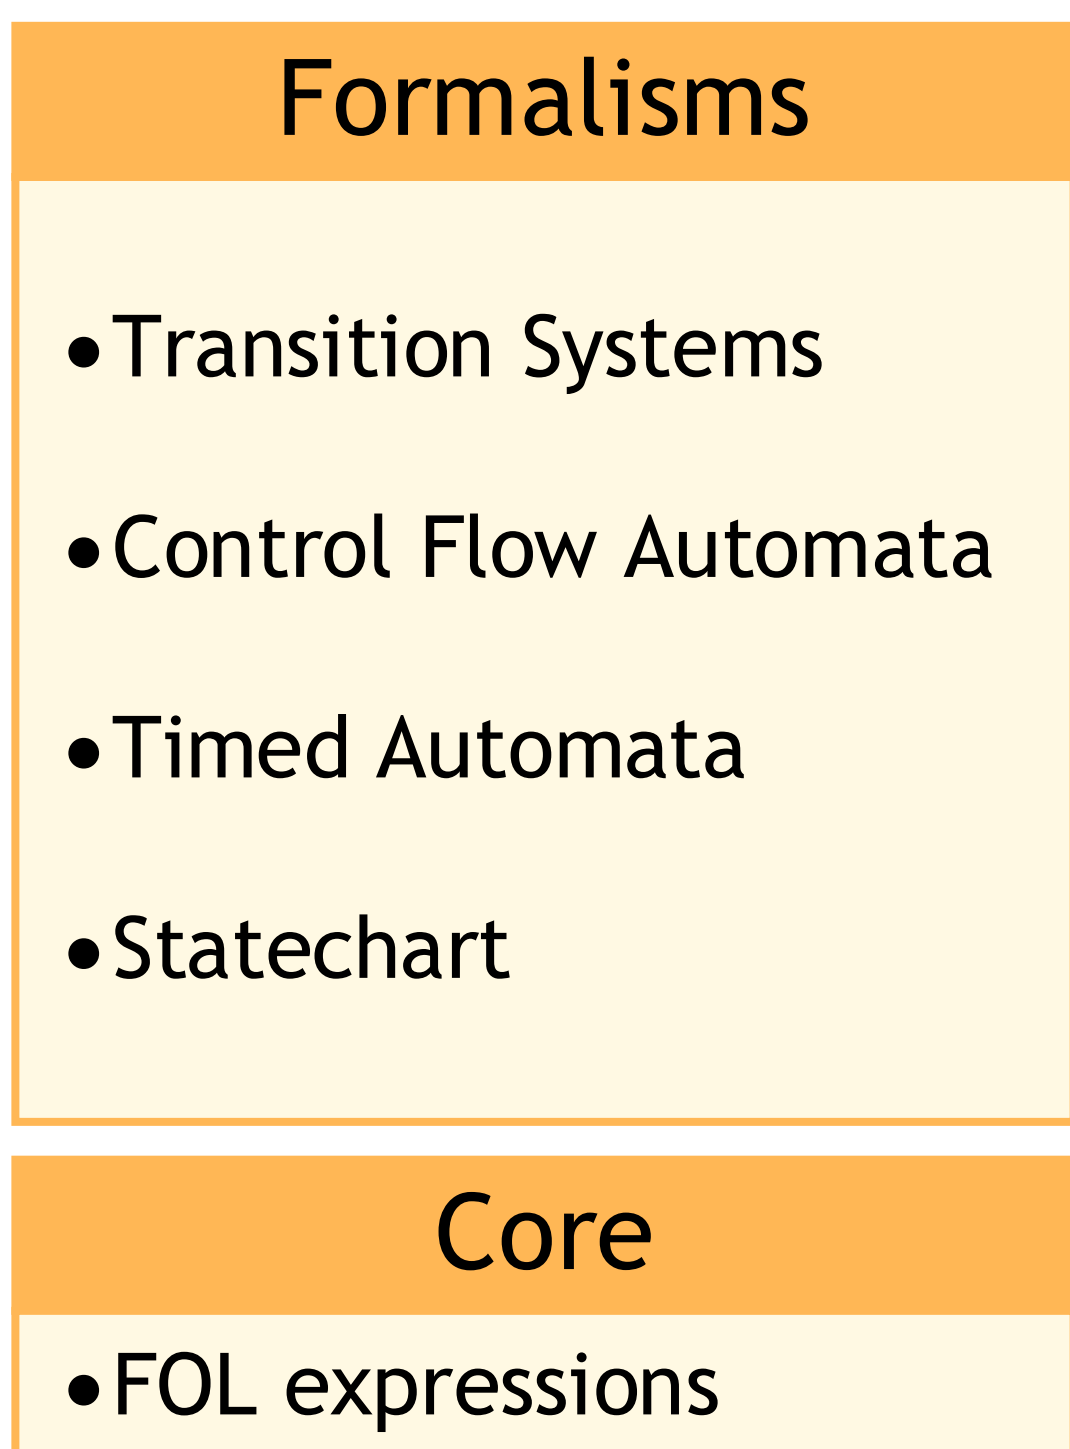 Formalisms
•Transition Systems
•Control Flow Automata
•Timed Automata
•Statechart
Core
•FOL expressions